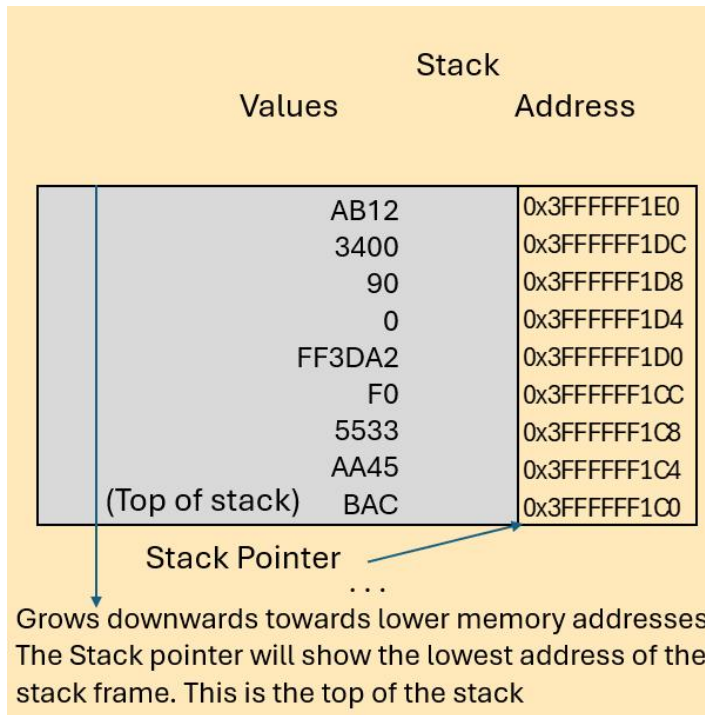 Stack
Values Address
AB12 0x3FFFFFF1E0
3400 0x3FFFFFF1DC
90 0x3FFFFFF1D8
0 0x3FFFFFF1D4
FF3DA2 0x3FFFFFF1D0
F0 0x3FFFFFF1CC
5533 0x3FFFFFF1C8
AA45 0x3FFFFFF1C4
(Top of stack) BAC 0x3FFFFFF1C0
Stack Pointer
. . .
Grows downwards towards lower memory addresses
The Stack pointer will show the lowest address of the
stack frame. This is the top of the stack